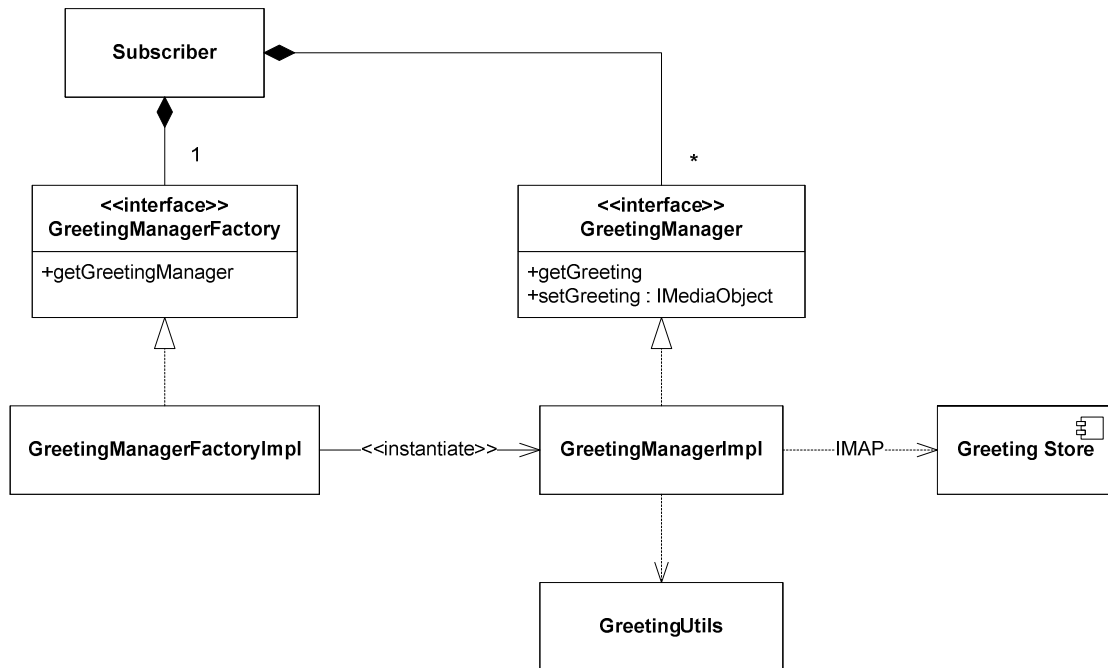 Subscriber
1
*
<<interface>>
GreetingManagerFactory
+getGreetingManager
<<interface>>
GreetingManager
+getGreeting
+setGreeting : IMediaObject
GreetingManagerFactoryImpl
<<instantiate>>
GreetingManagerImpl
IMAP
Greeting Store
GreetingUtils